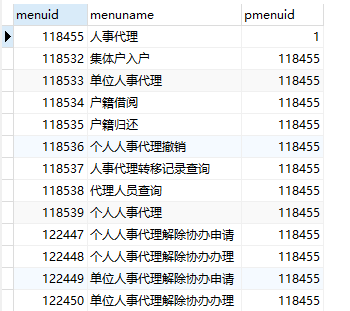 menuid menuname pmenuid
118455 人事代理 1
118532 集体户入户 118455
118533 单位人事代理 118455
118534 户籍借阅 118455
118535 户籍归还 118455
118536 个人人事代理撤销 118455
118537 人事代理转移记录查询 118455
118538 代理人员查询 118455
118539 个人人事代理 118455
122447 个人人事代理解除协办申请 118455
122448 个人人事代理解除协办办理 118455
122449 单位人事代理解除协办申请 118455
122450 单位人事代理解除协办办理 118455